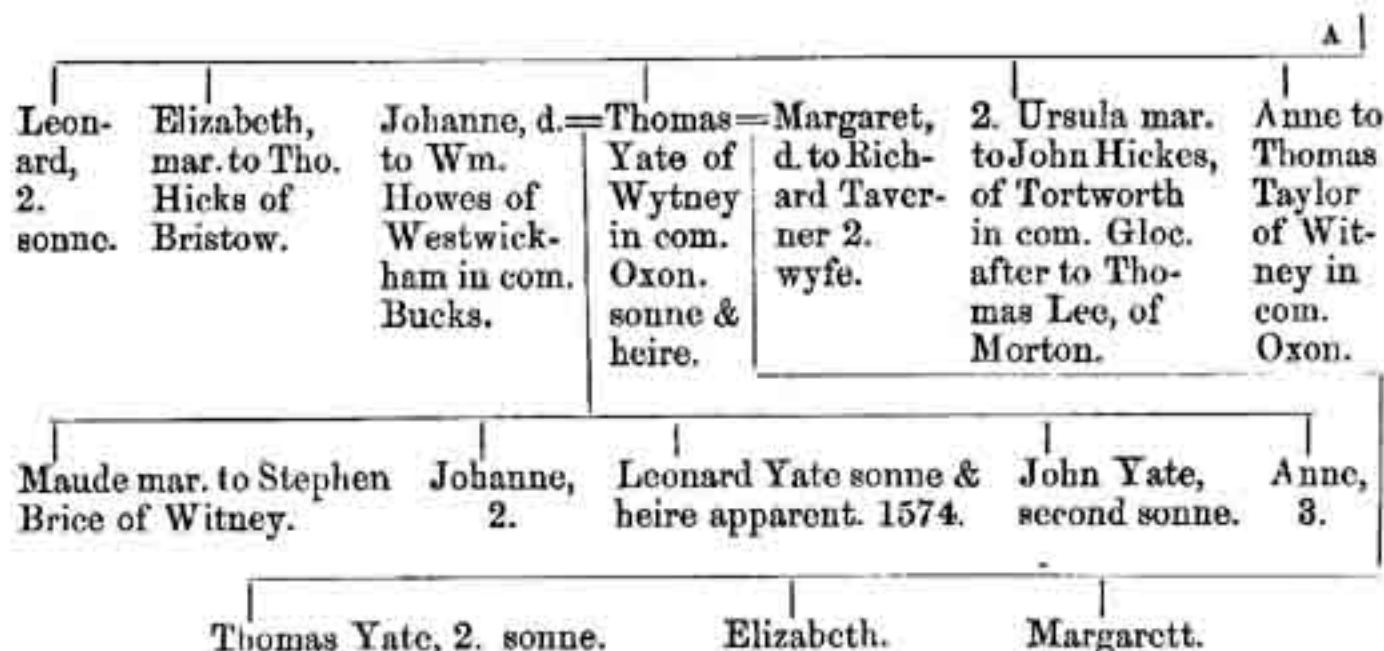 A
Leon-
ard,
2.
sonne.
Elizabeth,
mar. to Tho.
Hicks of
Bristow.
Johanne, d.
to Wm.
Howes of
Westwick-
ham in com.
Bucks.
=Thomas=
Yate of
Wytney
in com.
Oxon.
sonne &
heire.
Margaret,
d. to Rich-
ard Taver-
ner 2.
wyfe.
2. Ursula mar.
to John Hickes,
of Tortworth
in com. Gloc.
after to Tho-
mas Lee, of
Morton.
Anne to
Thomas
Taylor
of Wit-
ney in
com.
Oxon.
Maude mar. to Stephen
Brice of Witney.
Johanne,
2.
Leonard Yate sonne &
heire apparent. 1574.
John Yate,
second sonne.
Anne,
3.
Thomas Yate, 2. sonne.
Elizabeth.
Margarett.